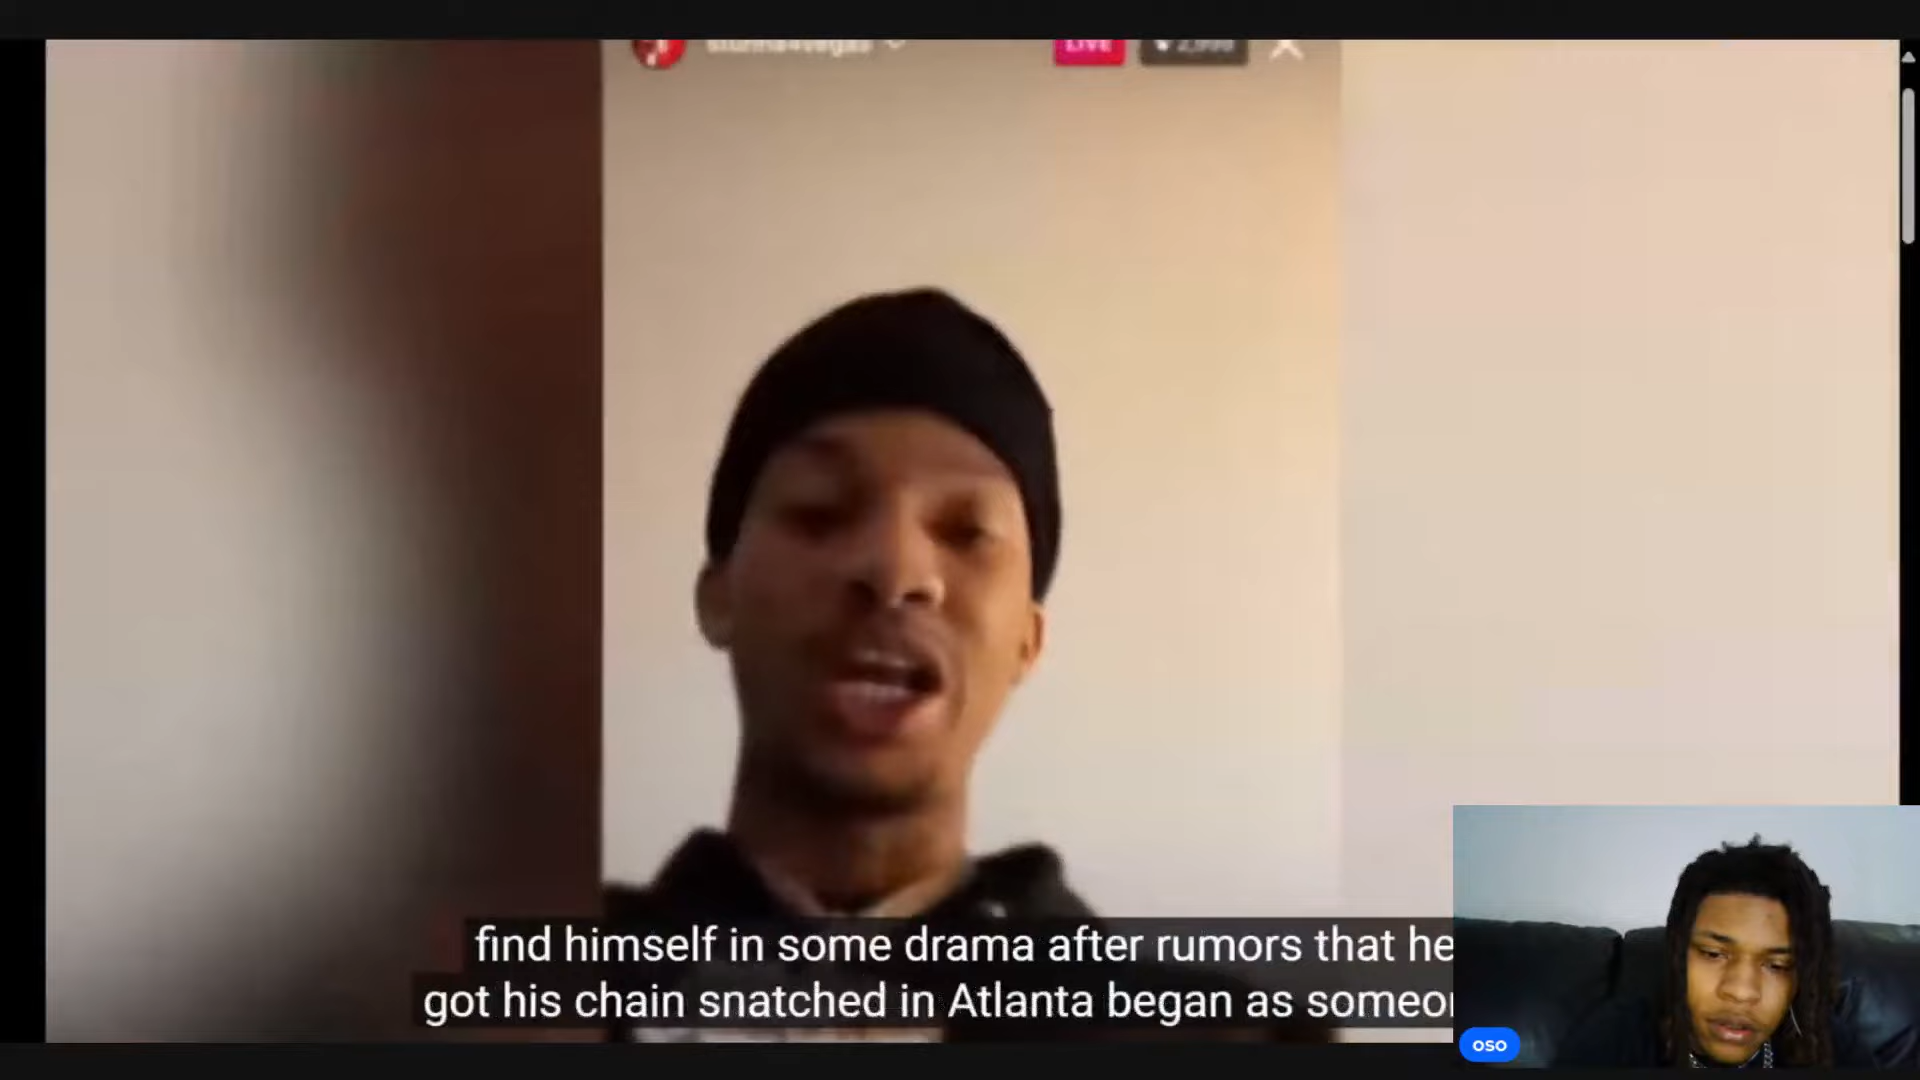 stunna4vegas
LIVE
find himself in some drama after rumors that he
got his chain snatched in Atlanta began as someo
oso